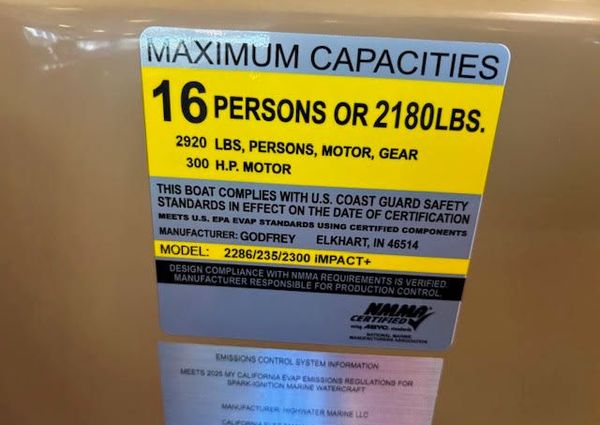 MAXIMUM CAPACITIES
16 PERSONS OR 2180LBS.
2920 LBS, PERSONS, MOTOR, GEAR
300 H.P. MOTOR
THIS BOAT COMPLIES WITH U.S. COAST GUARD SAFETY
STANDARDS IN EFFECT ON THE DATE OF CERTIFICATION
MEETS U.S. EPA EVAP STANDARDS USING CERTIFIED COMPONENTS
MANUFACTURER: GODFREY ELKHART, IN 46514
MODEL: 2286/235/2300 iMPACT+
DESIGN COMPLIANCE WITH NMMA REQUIREMENTS IS VERIFIED.
MANUFACTURER RESPONSIBLE FOR PRODUCTION CONTROL.
NMMA
CERTIFIED
using ABYC standards
NATIONAL MARINE
MANUFACTURERS ASSOCIATION
EMISSIONS CONTROL SYSTEM INFORMATION
MEETS 2025 MY CALIFORNIA EVAP EMISSIONS REGULATIONS FOR
SPARK-IGNITION MARINE WATERCRAFT
MANUFACTURER: HIGHWATER MARINE LLC